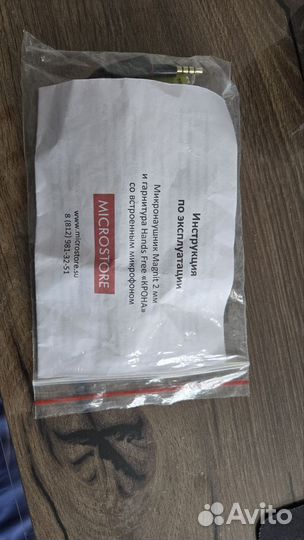 Инструкция
по эксплуатации
Микронаушник Magnit 2 мм
и гарнитура Hands Free «КРОНА»
со встроенным микрофоном
MICROSTORE
www.microstore.su
8 (812) 981-32-51
Avito